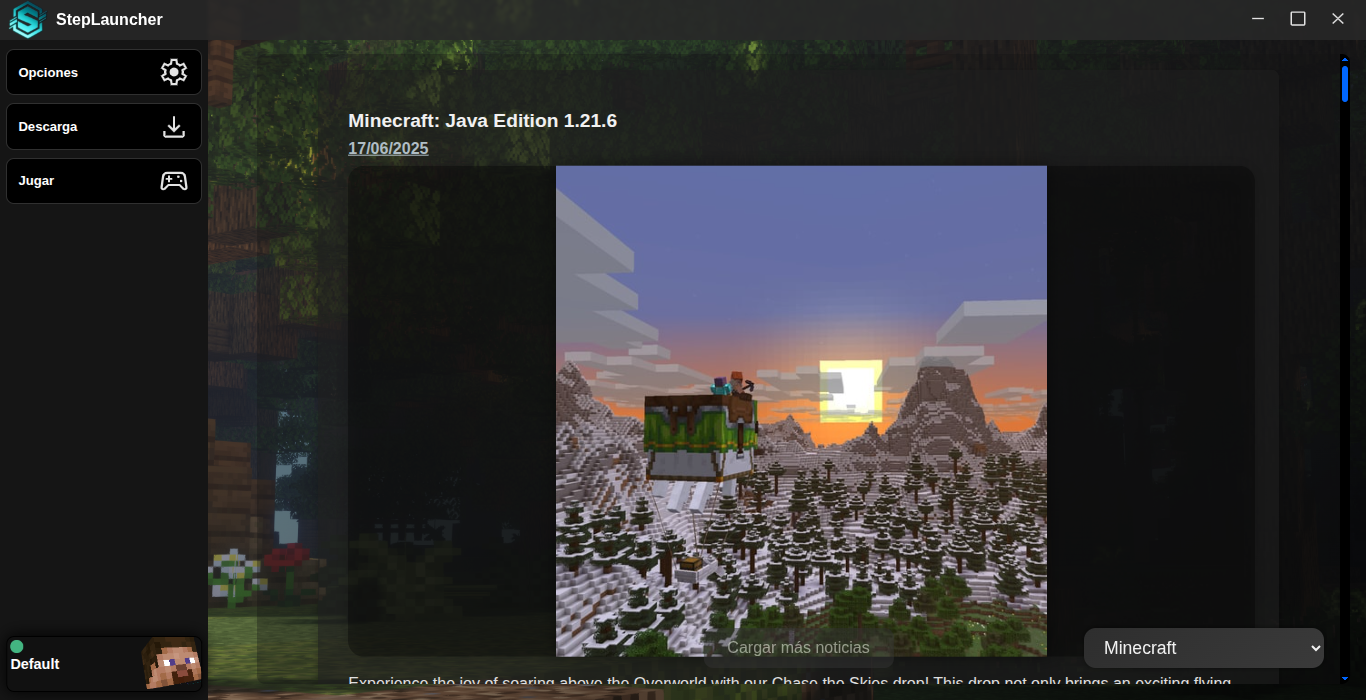 StepLauncher
Opciones
Descarga
Jugar
Minecraft: Java Edition 1.21.6
17/06/2025
Cargar más noticias
Minecraft
Experience the joy of soaring above the Overworld with our Chase the Skies drop! This drop not only brings an exciting flying
Default